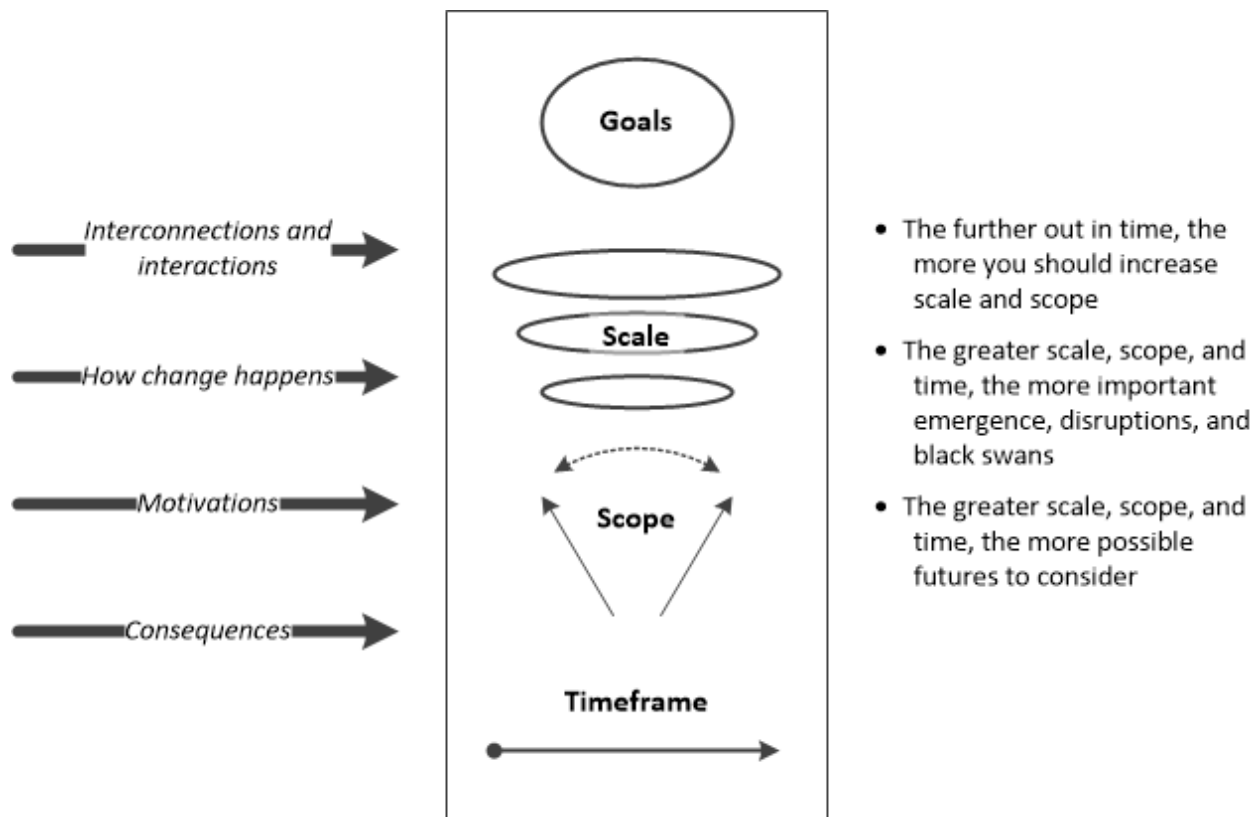 Goals
Interconnections and
interactions
Scale
How change happens
Motivations
Scope
Consequences
Timeframe
• The further out in time, the
more you should increase
scale and scope
• The greater scale, scope, and
time, the more important
emergence, disruptions, and
black swans
• The greater scale, scope, and
time, the more possible
futures to consider